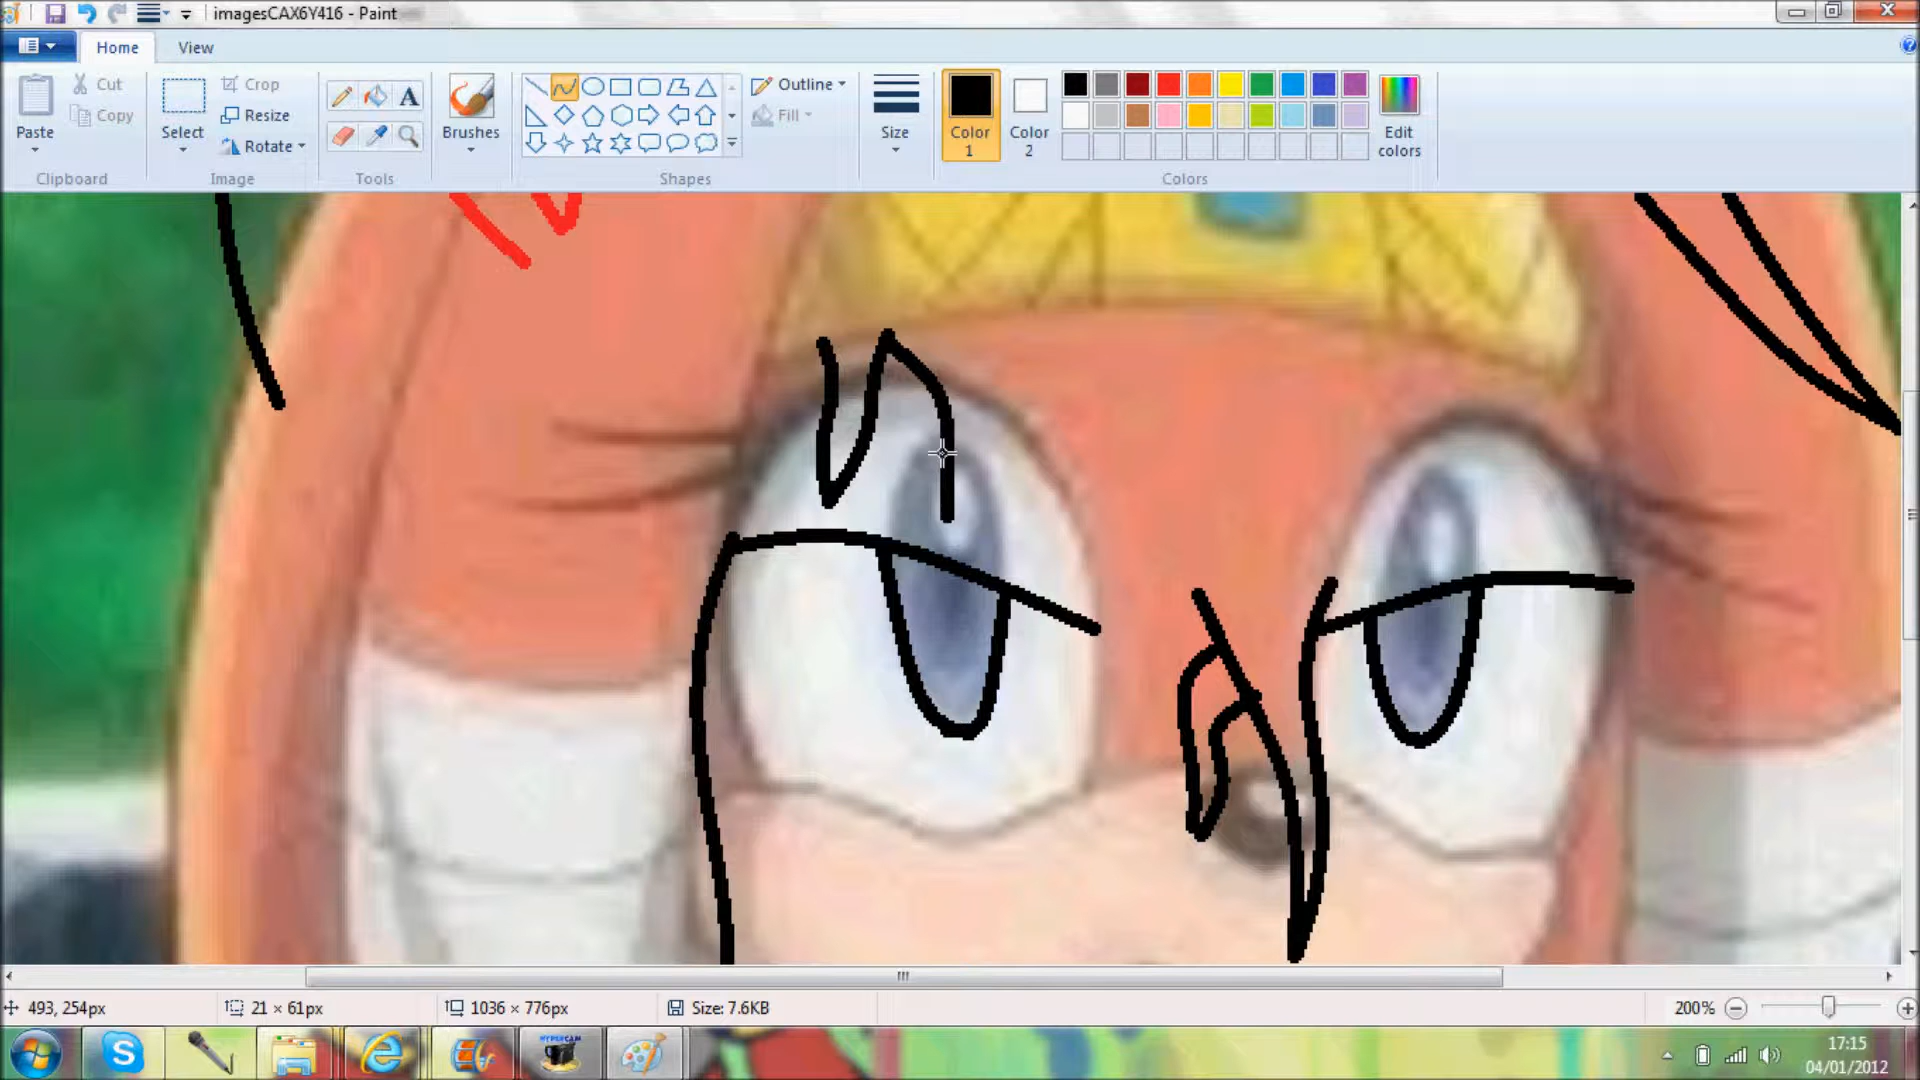 imagesCAX6Y416 - Paint
Home View
Paste
Cut
Copy
Clipboard
Select
Crop
Resize
Rotate
Image
A
Tools
Brushes
Outline
Fill
Shapes
Size
Color 1
Color 2
Edit colors
Colors
493, 254px
21 × 61px
1036 × 776px
Size: 7.6KB
200%
HYPERCAM
17:15
04/01/2012